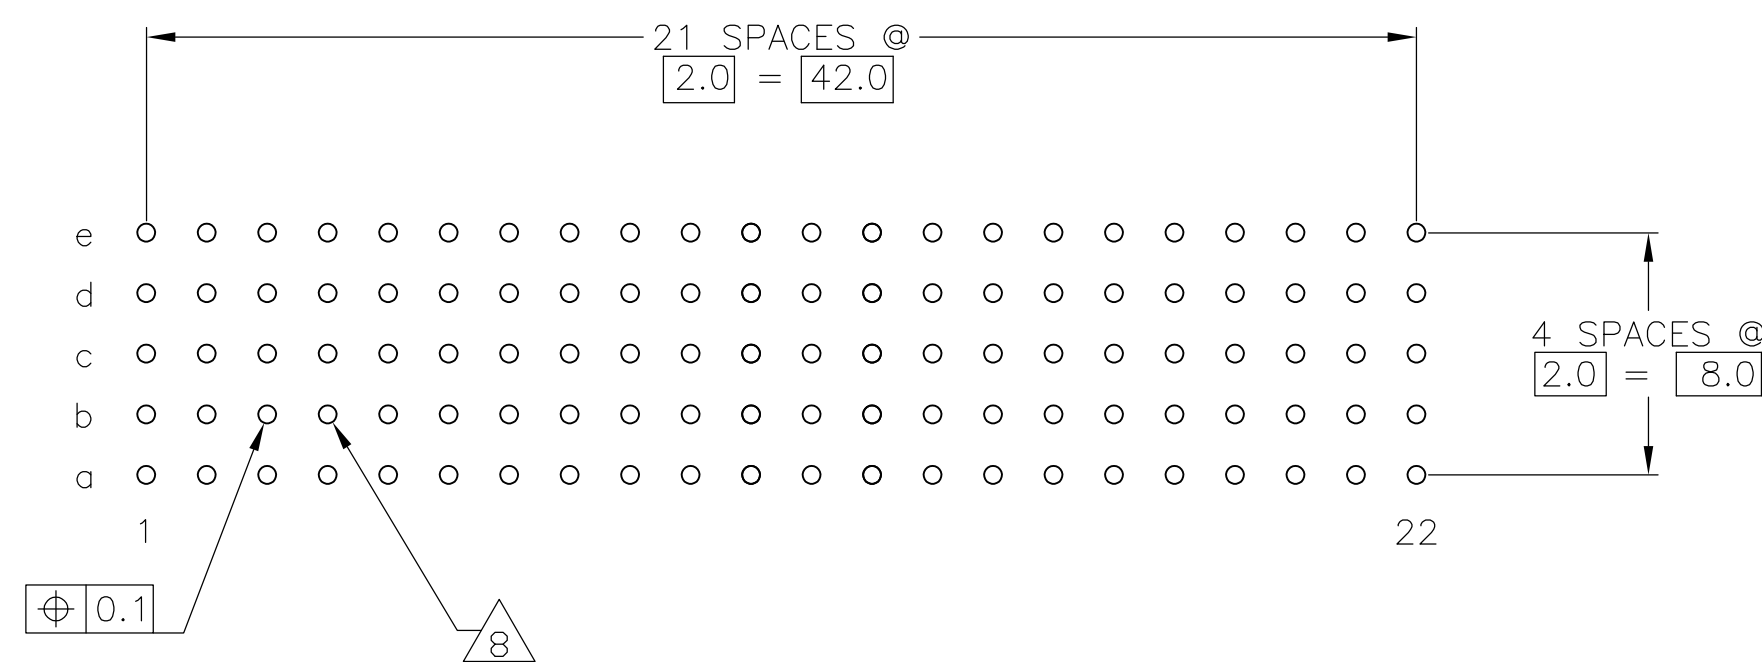 21 SPACES @
2.0 = 42.0
e
d
4 SPACES @
c
2.0 = 8.0
b
a
1 22
⌖ 0.1
8